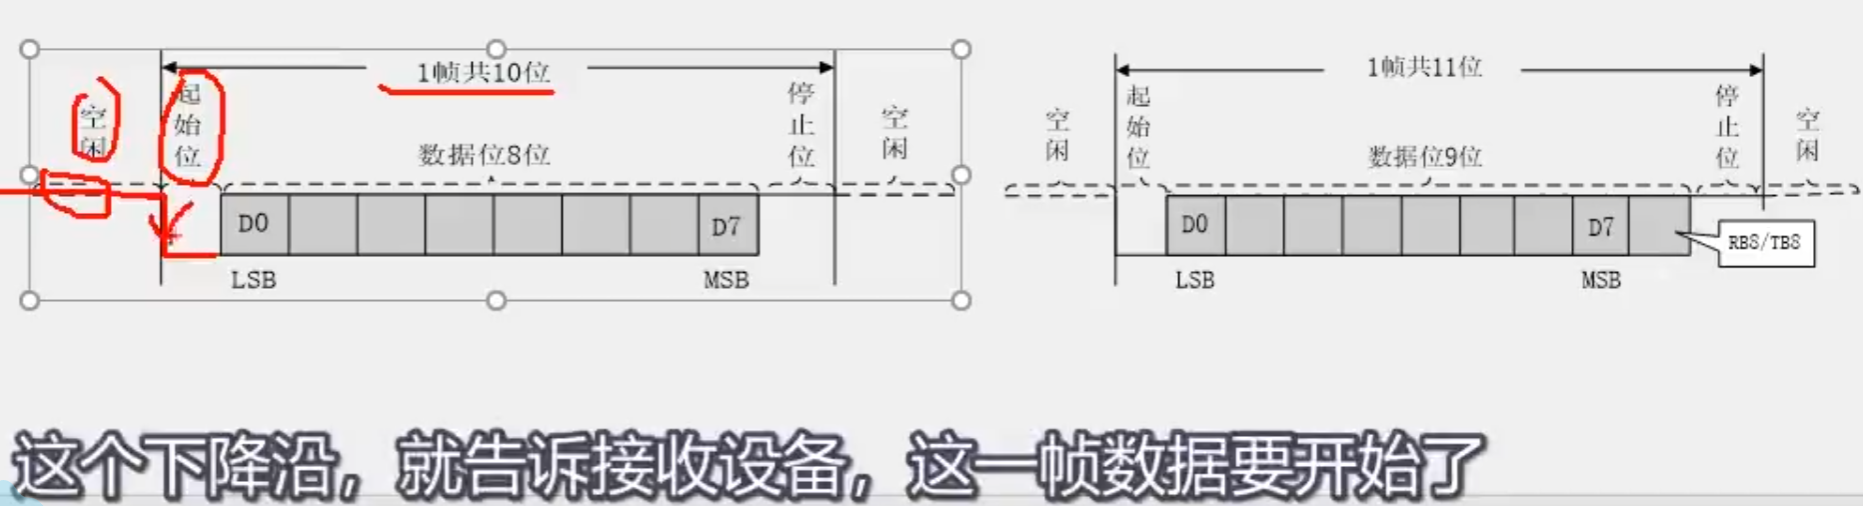 1帧共10位
空闲
起始位
数据位8位
停止位
空闲
D0
D7
LSB
MSB
1帧共11位
空闲
起始位
数据位9位
停止位
空闲
D0
D7
RB8/TB8
LSB
MSB
这个下降沿，就告诉接收设备，这一帧数据要开始了